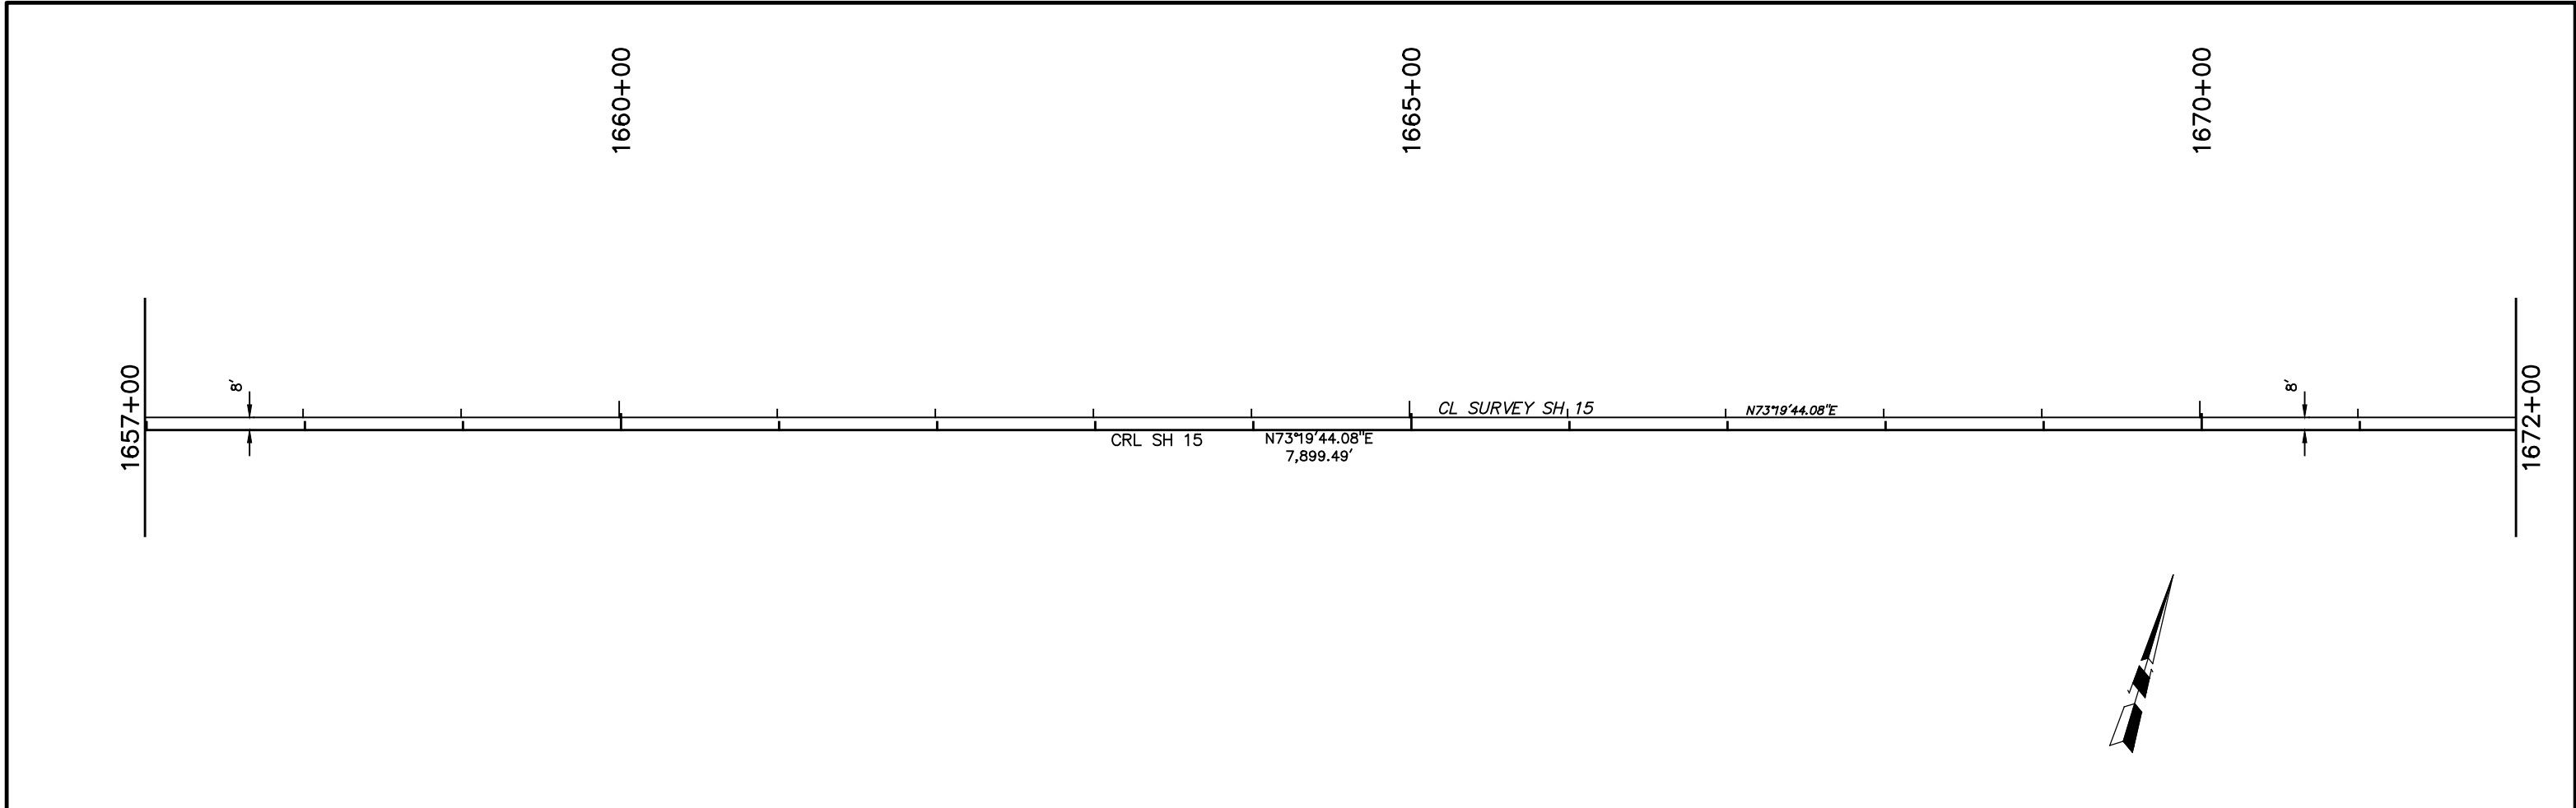 1660+00
1665+00
1670+00
1657+00
8'
CL SURVEY SH 15
N73°19'44.08"E
8'
1672+00
CRL SH 15
N73°19'44.08"E
7,899.49'